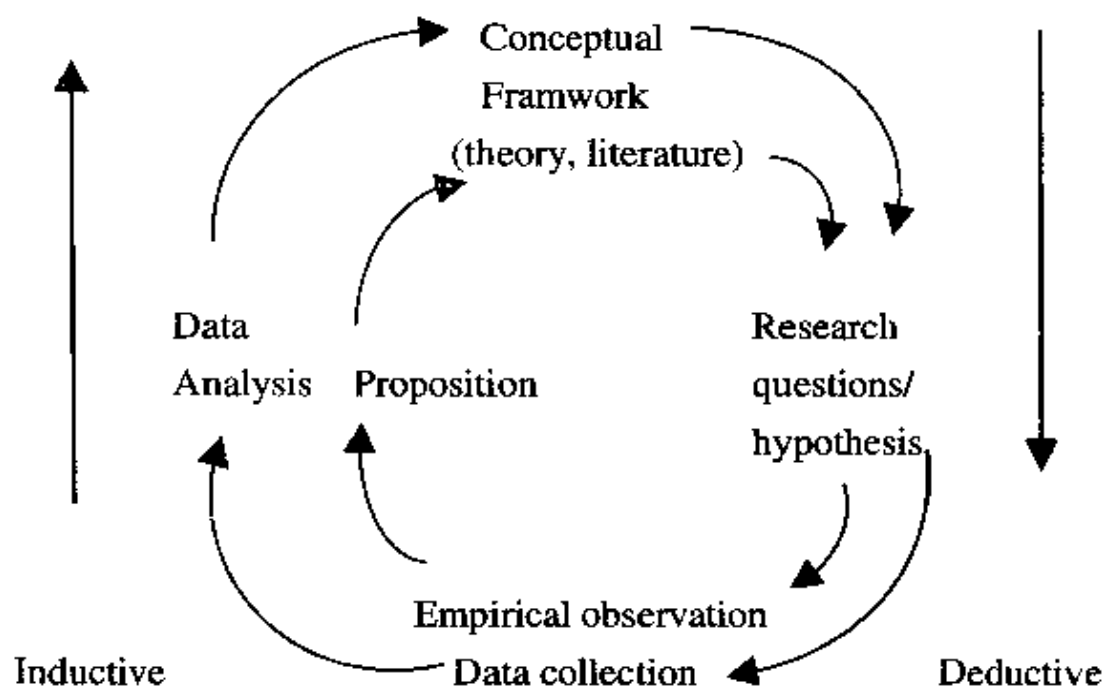 Conceptual
Framwork
(theory, literature)
Data
Analysis
Proposition
Research
questions/
hypothesis
Empirical observation
Data collection
Inductive
Deductive